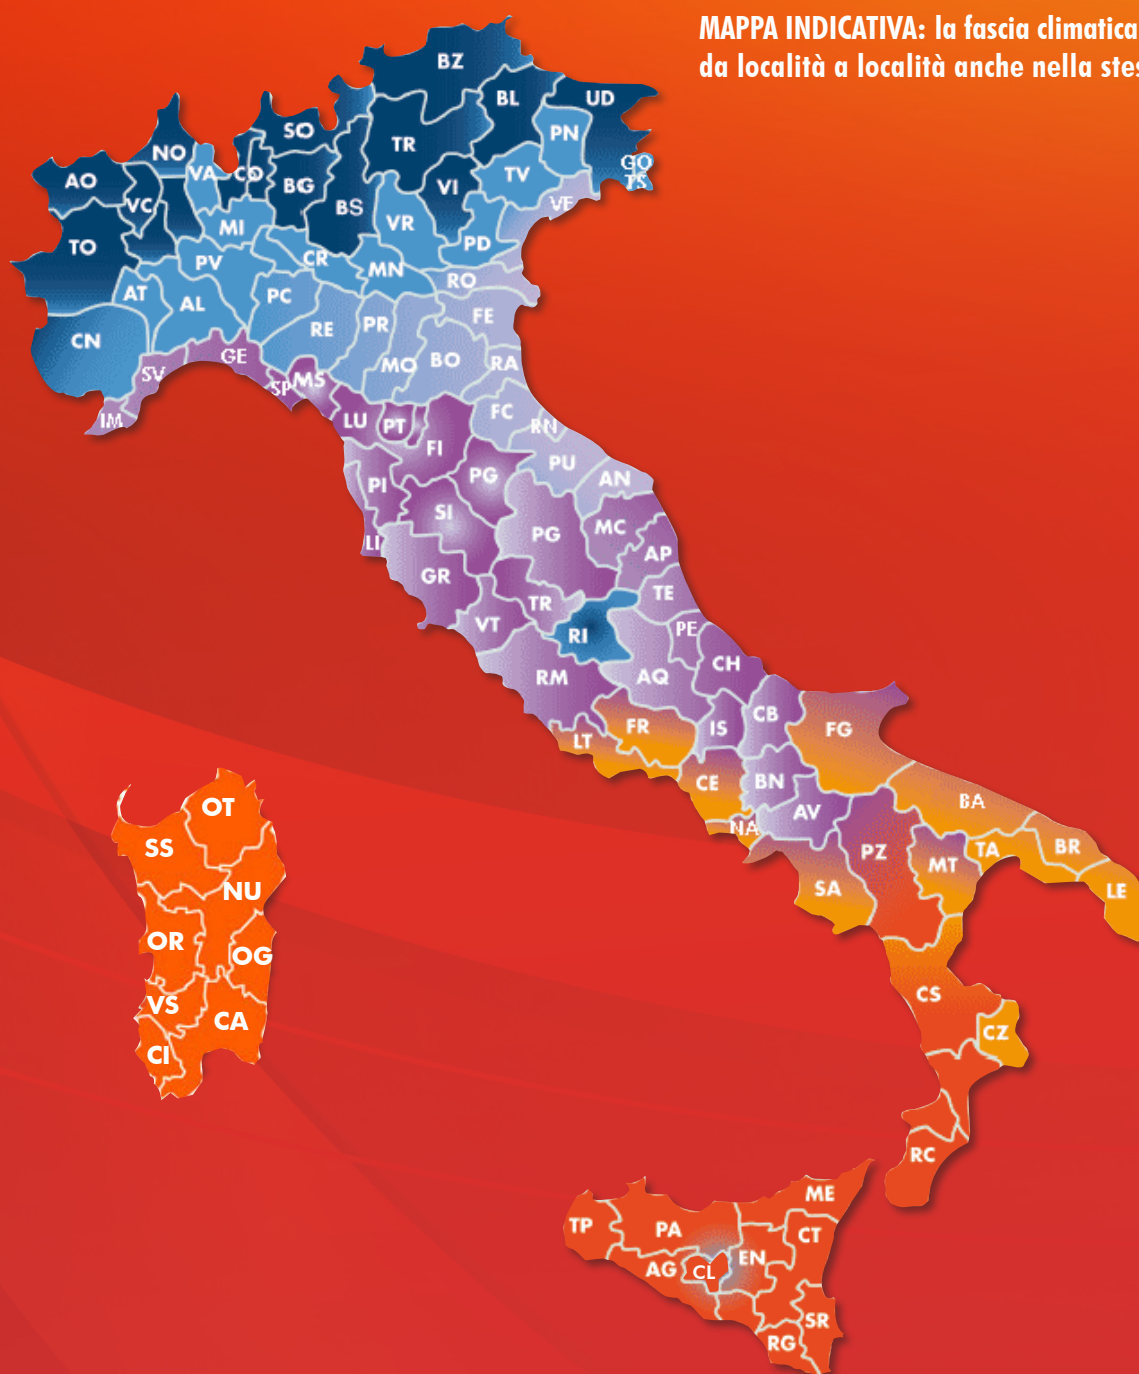 MAPPA INDICATIVA: la fascia climatica
da località a località anche nella stes
BZ
BL
UD
SO
PN
TR
NO
GO
VA
CO
TV
TS
AO
BG
VI
VC
BS
VE
MI
VR
TO
PD
PV
CR
MN
RO
AT
AL
PC
FE
RE
PR
CN
GE
MO
BO
RA
SV
SP
MS
FC
IM
LU
PT
RN
FI
PU
PG
AN
PI
SI
MC
PG
LI
AP
GR
TE
TR
VT
PE
RI
CH
RM
AQ
CB
FR
IS
FG
LT
CE
BN
BA
OT
AV
NA
SS
PZ
MT
TA
BR
SA
NU
LE
OR
OG
CS
VS
CA
CZ
CI
RC
ME
TP
PA
CT
EN
AG
CL
SR
RG